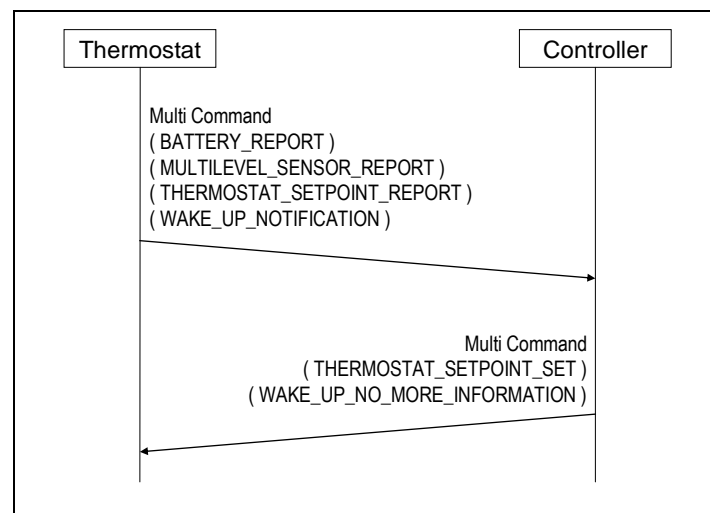 Thermostat
Controller
Multi Command
( BATTERY_REPORT )
( MULTILEVEL_SENSOR_REPORT )
( THERMOSTAT_SETPOINT_REPORT )
( WAKE_UP_NOTIFICATION )
Multi Command
( THERMOSTAT_SETPOINT_SET )
( WAKE_UP_NO_MORE_INFORMATION )